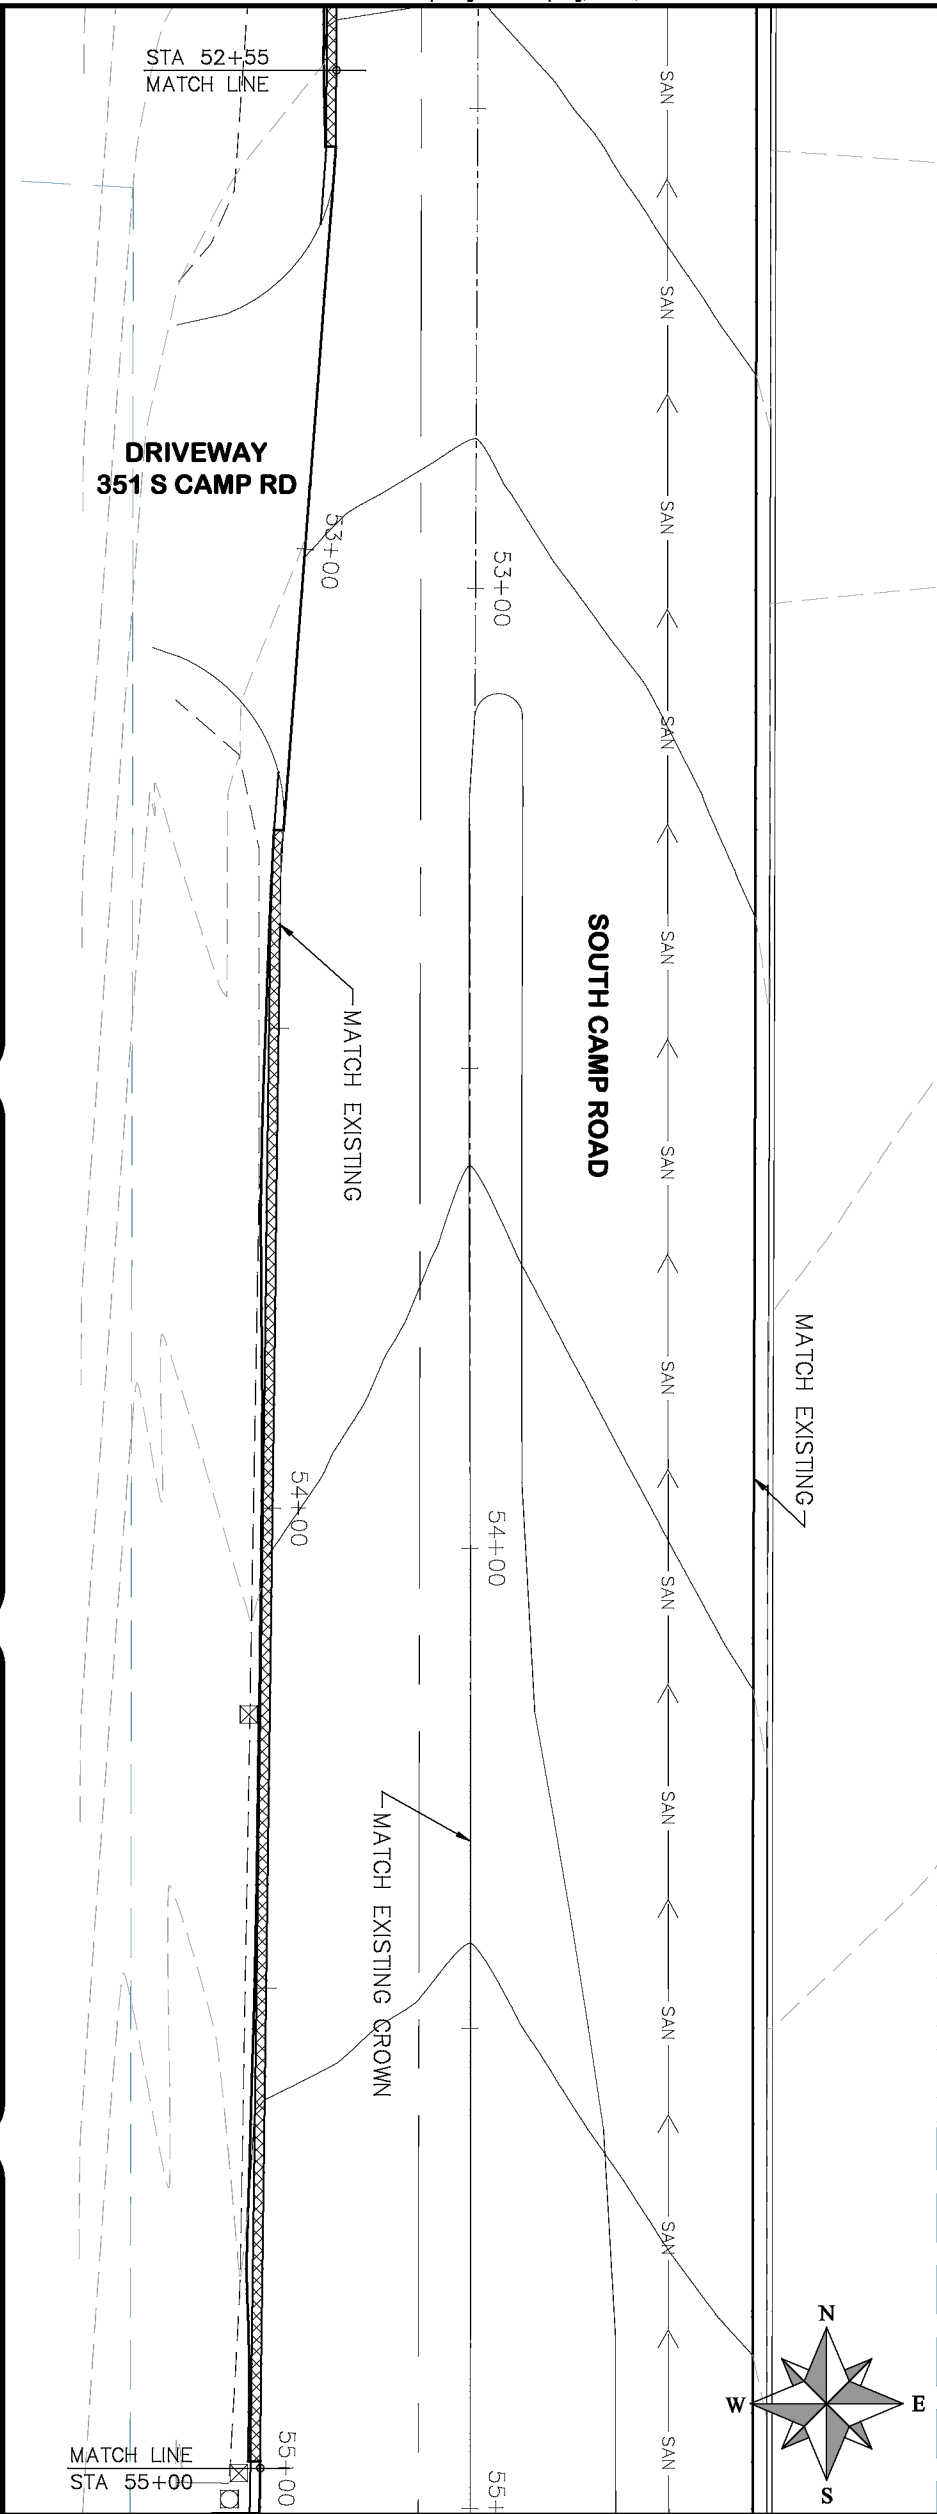 STA 52+55
MATCH LINE
SAN
SAN
DRIVEWAY
351 S CAMP RD
53+00
53+00
SAN
SAN
SAN
SOUTH CAMP ROAD
MATCH EXISTING
SAN
MATCH EXISTING
SAN
54+00
54+00
SAN
SAN
MATCH EXISTING CROWN
SAN
SAN
N
W
E
S
SAN
MATCH LINE
STA 55+00
55+00
55+